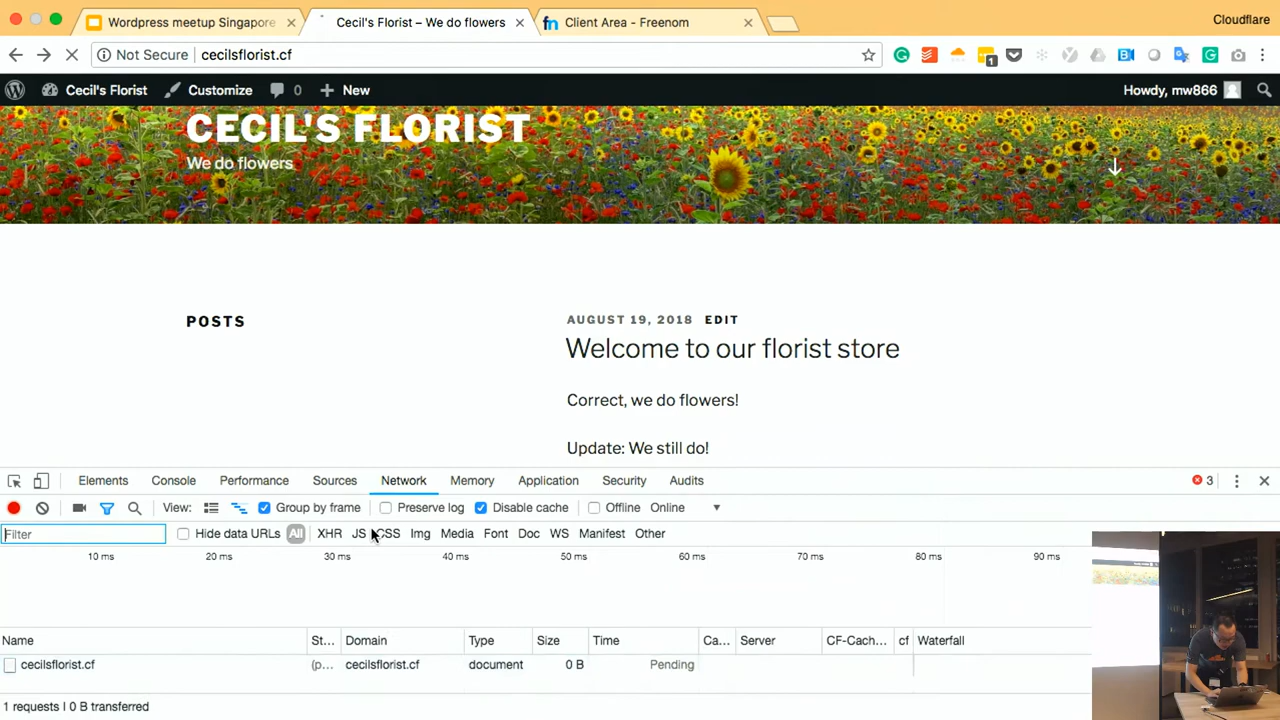 Wordpress meetup Singapore
Cecil's Florist – We do flowers
Client Area - Freenom
Cloudflare
Not Secure
cecilsflorist.cf
1
Cecil's Florist
Customize
0
New
Howdy, mw866
CECIL'S FLORIST
We do flowers
POSTS
AUGUST 19, 2018 EDIT
Welcome to our florist store
Correct, we do flowers!
Update: We still do!
Elements Console Performance Sources Network Memory Application Security Audits 3
View: Group by frame Preserve log Disable cache Offline Online
Filter Hide data URLs All XHR JS CSS Img Media Font Doc WS Manifest Other
10 ms 20 ms 30 ms 40 ms 50 ms 60 ms 70 ms 80 ms 90 ms
Name St... Domain Type Size Time Ca... Server CF-Cach... cf Waterfall
cecilsflorist.cf (p... cecilsflorist.cf document 0 B Pending
1 requests | 0 B transferred